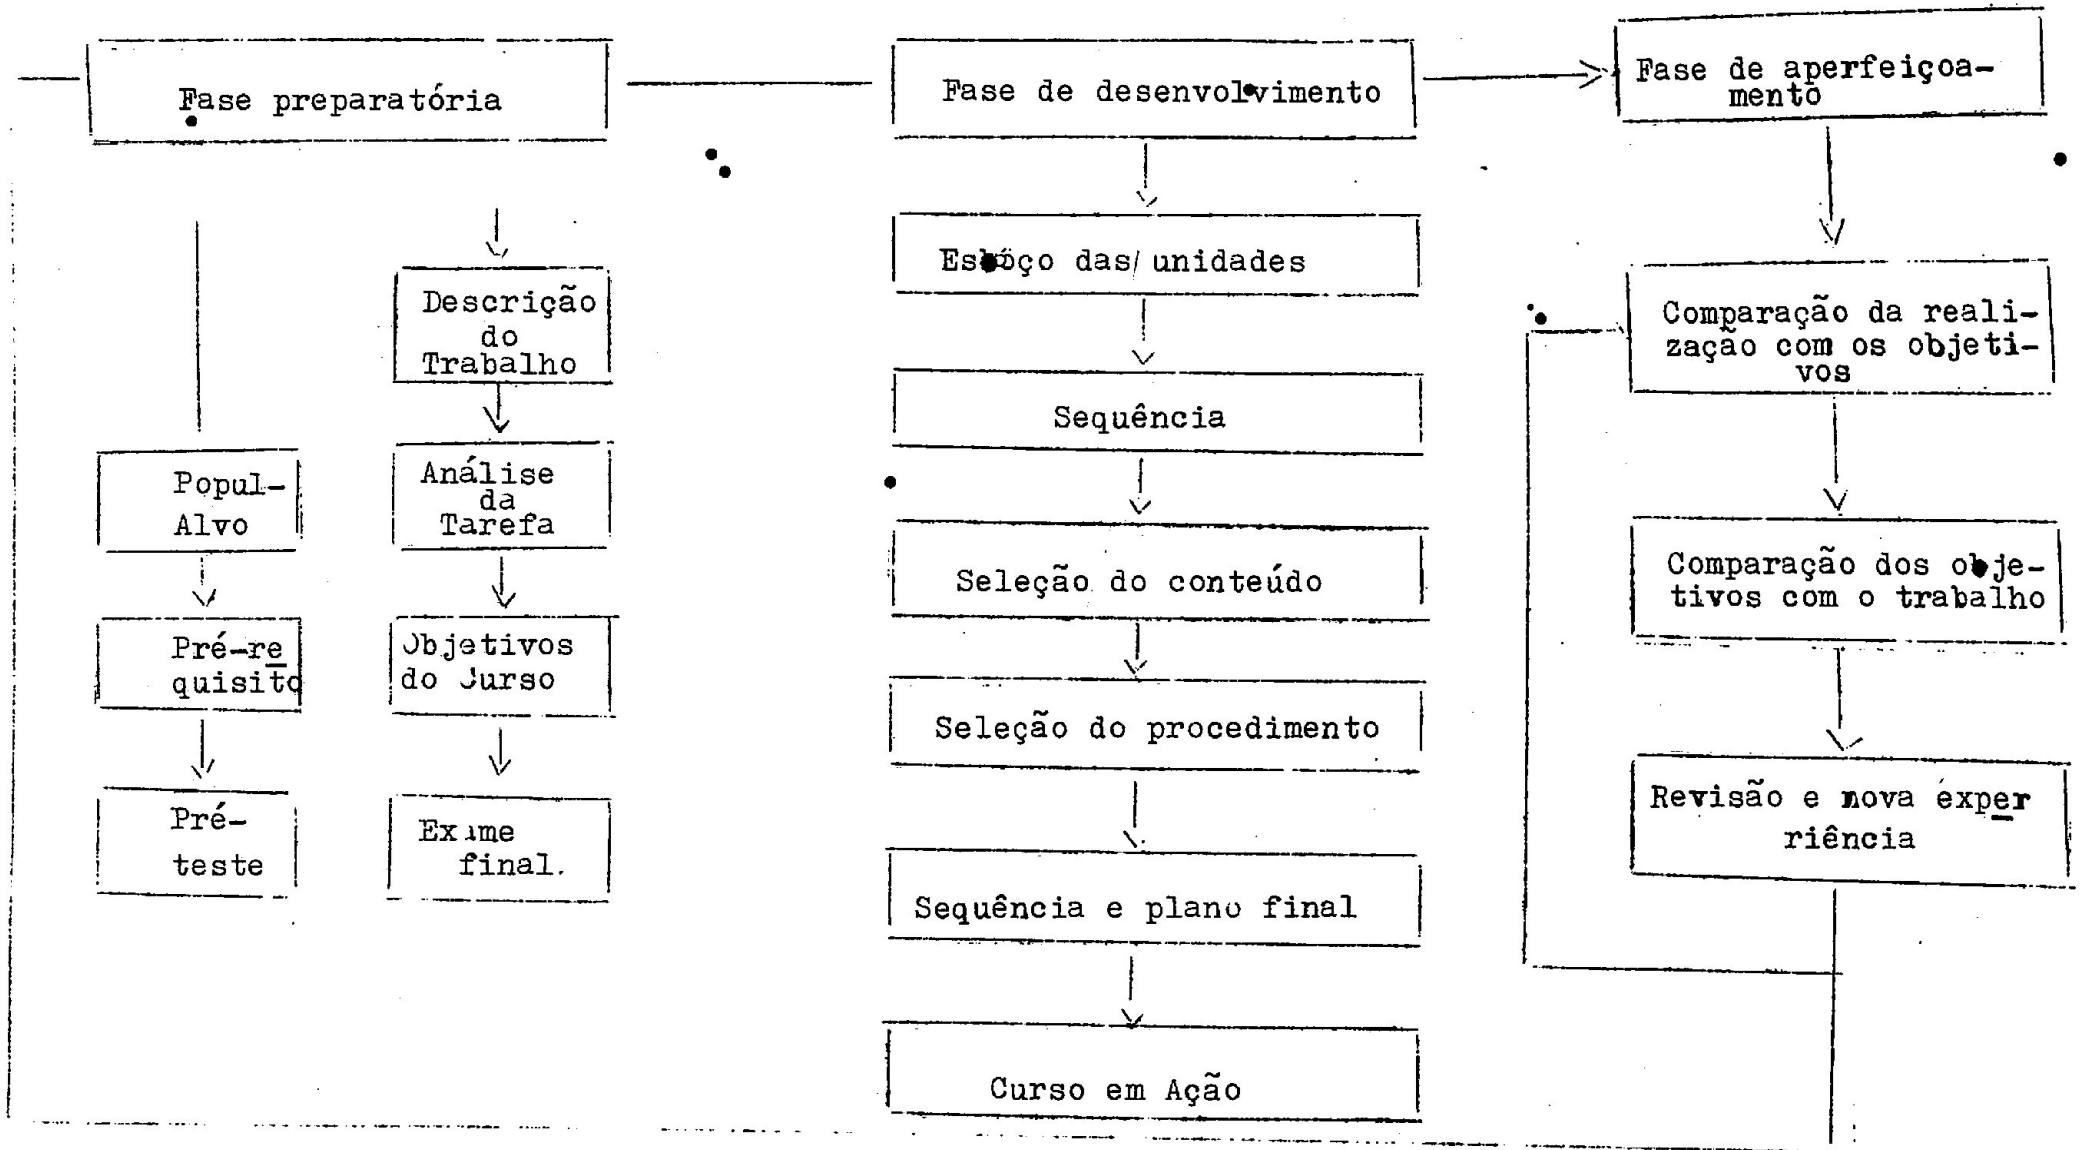 Fase preparatória
Descrição
do
Trabalho
Popul-
Alvo
Análise
da
Tarefa
Pré-re
quisito
Objetivos
do Curso
Pré-
teste
Exame
final.
Fase de desenvolvimento
Esbôço das/ unidades
Sequência
Seleção do conteúdo
Seleção do procedimento
Sequência e plano final
Curso em Ação
Fase de aperfeiçoa-
mento
Comparação da reali-
zação com os objeti-
vos
Comparação dos obje-
tivos com o trabalho
Revisão e nova exper
riência